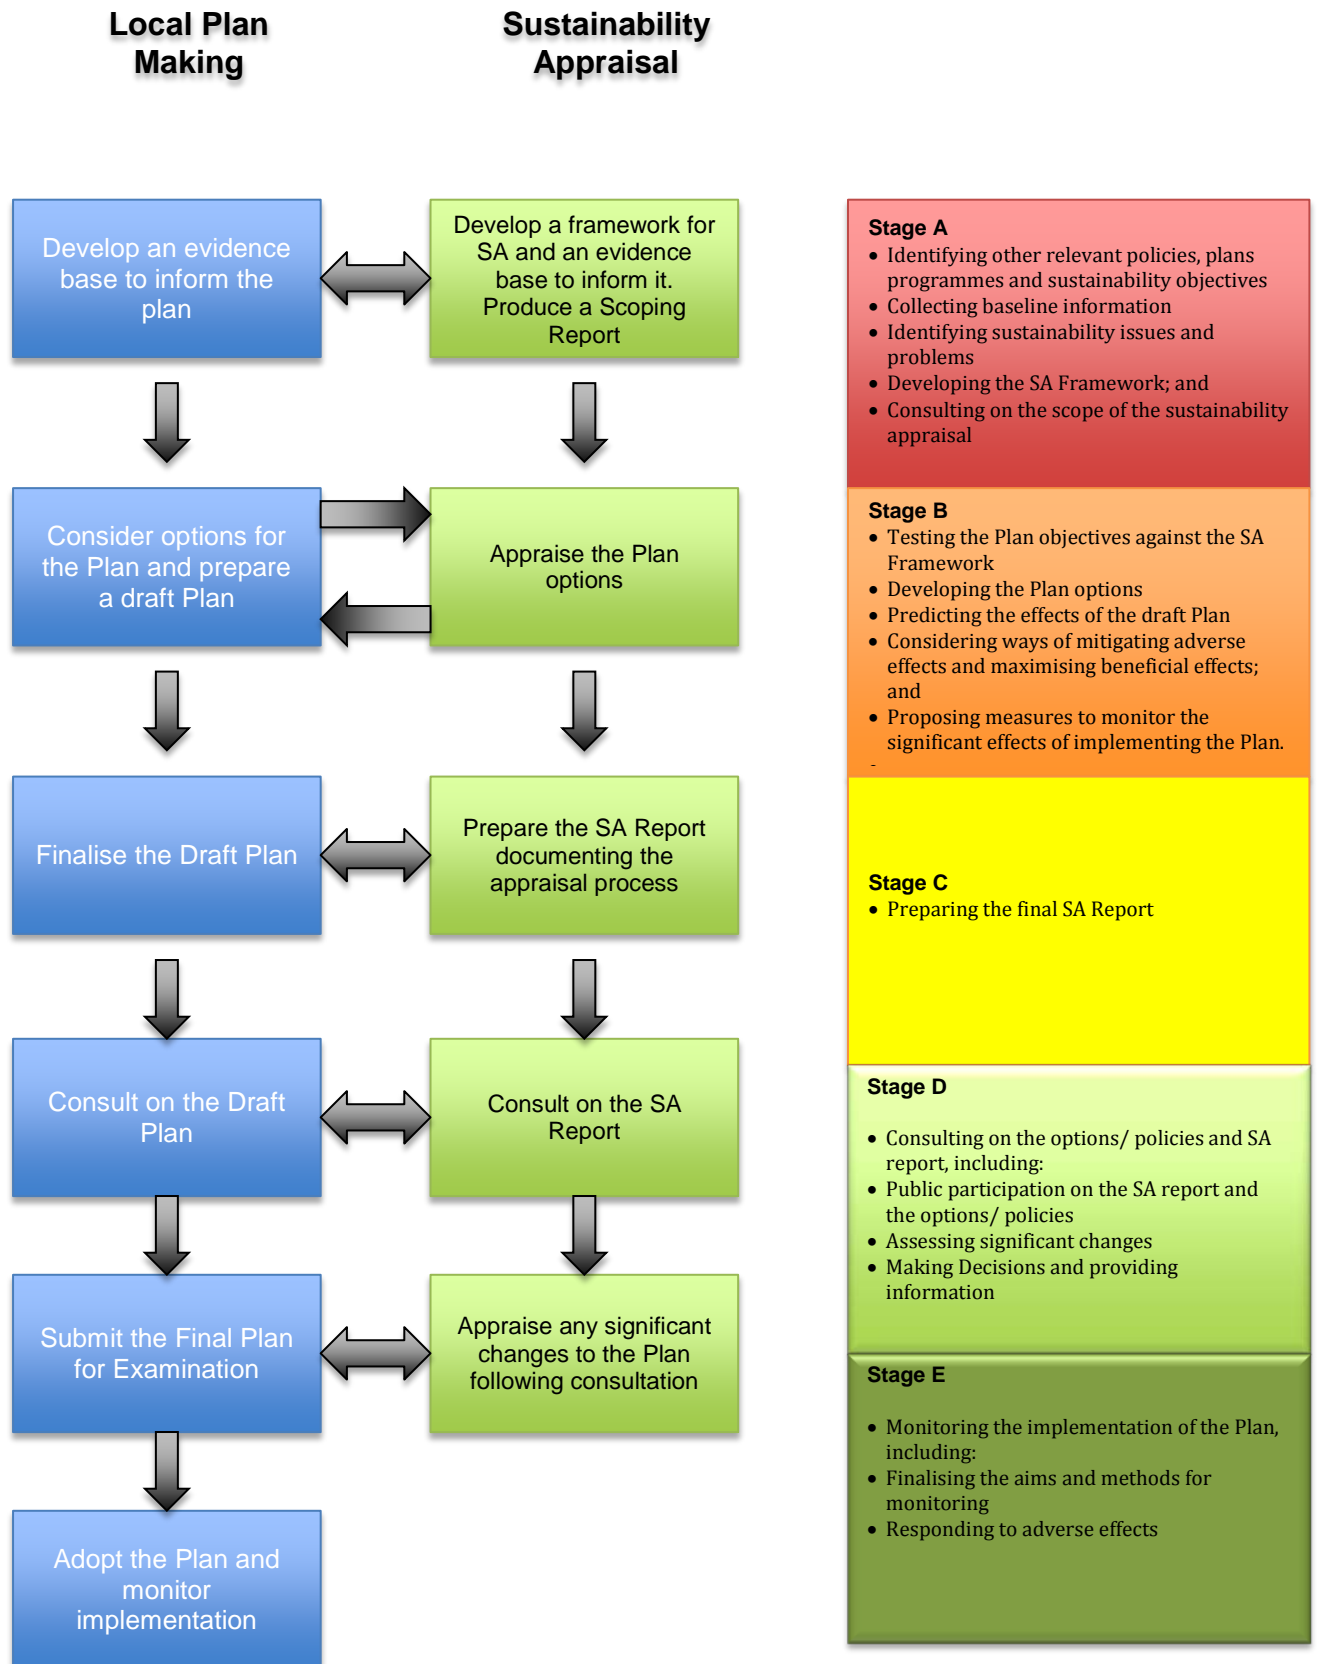 Local Plan
Making
Sustainability
Appraisal
Develop an evidence
base to inform the
plan
Develop a framework for
SA and an evidence
base to inform it.
Produce a Scoping
Report
Consider options for
the Plan and prepare
a draft Plan
Appraise the Plan
options
Finalise the Draft Plan
Prepare the SA Report
documenting the
appraisal process
Consult on the Draft
Plan
Consult on the SA
Report
Submit the Final Plan
for Examination
Appraise any significant
changes to the Plan
following consultation
Adopt the Plan and
monitor
implementation
Stage A
• Identifying other relevant policies, plans
programmes and sustainability objectives
• Collecting baseline information
• Identifying sustainability issues and
problems
• Developing the SA Framework; and
• Consulting on the scope of the sustainability
appraisal
Stage B
• Testing the Plan objectives against the SA
Framework
• Developing the Plan options
• Predicting the effects of the draft Plan
• Considering ways of mitigating adverse
effects and maximising beneficial effects;
and
• Proposing measures to monitor the
significant effects of implementing the Plan.
Stage C
• Preparing the final SA Report
Stage D
• Consulting on the options/ policies and SA
report, including:
• Public participation on the SA report and
the options/ policies
• Assessing significant changes
• Making Decisions and providing
information
Stage E
• Monitoring the implementation of the Plan,
including:
• Finalising the aims and methods for
monitoring
• Responding to adverse effects